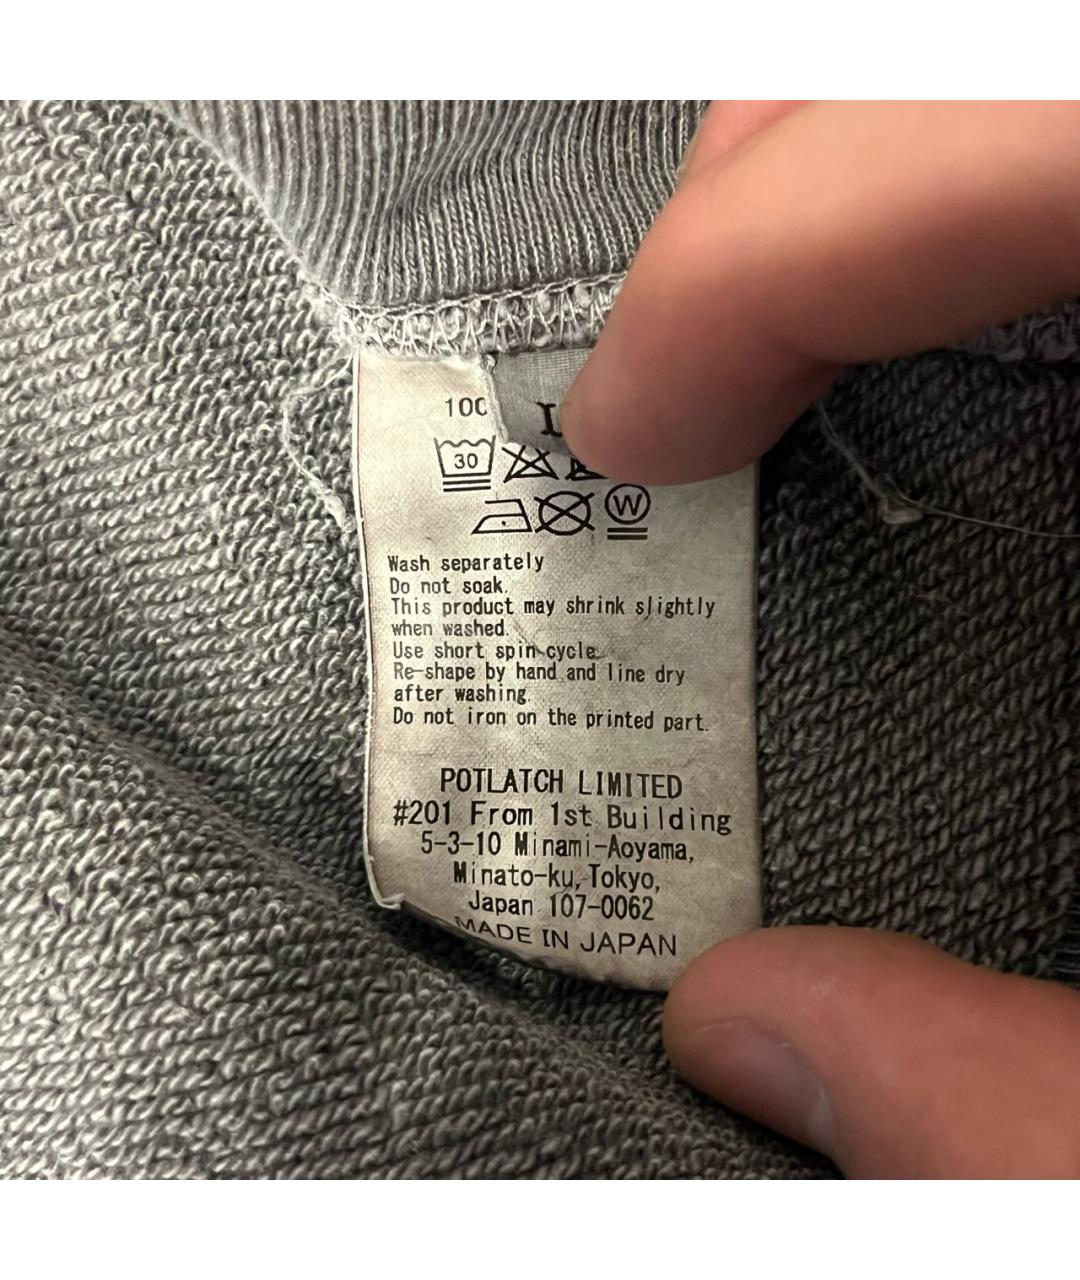 100
L
30
W
Wash separately
Do not soak.
This product may shrink slightly
when washed.
Use short spin cycle.
Re-shape by hand and line dry
after washing.
Do not iron on the printed part.
POTLATCH LIMITED
#201 From 1st Building
5-3-10 Minami-Aoyama,
Minato-ku, Tokyo,
Japan 107-0062
MADE IN JAPAN